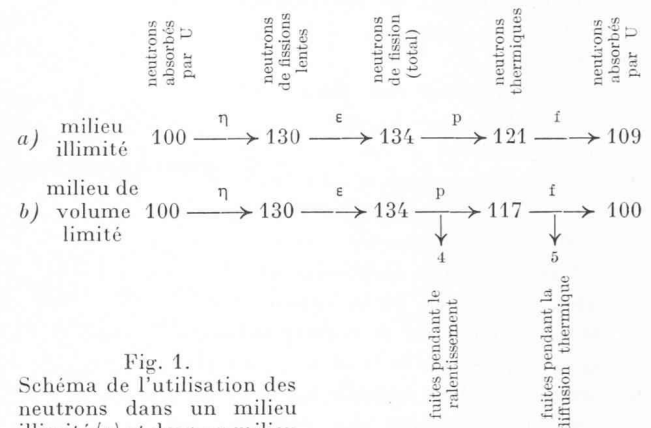 neutrons
absorbés
par U
neutrons
de fissions
lentes
neutrons
de fission
(total)
neutrons
thermiques
neutrons
absorbés
par U
a) milieu illimité 100 η 130 ε 134 p 121 f 109
b) milieu de volume limité 100 η 130 ε 134 p 117 f 100
4 5
fuites pendant le
ralentissement
fuites pendant la
diffusion thermique
Fig. 1.
Schéma de l'utilisation des
neutrons dans un milieu